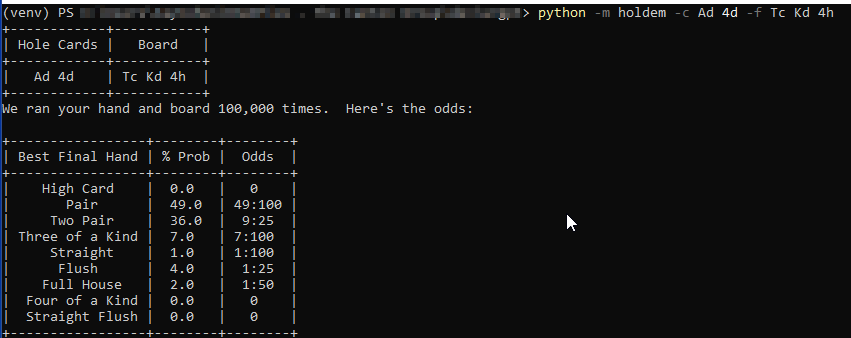 (venv) PS > python -m holdem -c Ad 4d -f Tc Kd 4h
+------------+-----------+
| Hole Cards |   Board   |
+------------+-----------+
|   Ad 4d    | Tc Kd 4h  |
+------------+-----------+
We ran your hand and board 100,000 times.  Here's the odds:
+-----------------+--------+--------+
| Best Final Hand | % Prob |  Odds  |
+-----------------+--------+--------+
|    High Card    |  0.0   |   0    |
|       Pair      |  49.0  | 49:100 |
|     Two Pair    |  36.0  |  9:25  |
| Three of a Kind |  7.0   | 7:100  |
|     Straight    |  1.0   | 1:100  |
|      Flush      |  4.0   |  1:25  |
|    Full House   |  2.0   |  1:50  |
|  Four of a Kind |  0.0   |   0    |
|  Straight Flush |  0.0   |   0    |
+-----------------+--------+--------+